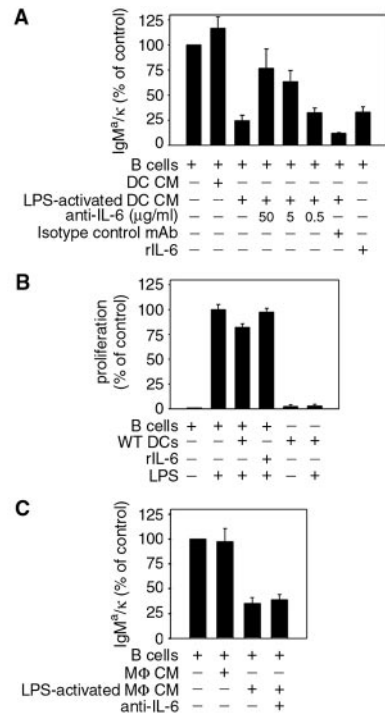 A
IgMᵃ/κ (% of control)
125
100
75
50
25
0
B cells + + + + + + + +
DC CM − + − − − − − −
LPS-activated DC CM − − + + + + + −
anti-IL-6 (μg/ml) − − − 50 5 0.5 − −
Isotype control mAb − − − − − − + −
rIL-6 − − − − − − − +
B
proliferation
(% of control)
125
100
75
50
25
0
B cells + + + + − −
WT DCs − − + − + +
rIL-6 − − − + − −
LPS − + + + − +
C
IgMᵃ/κ (% of control)
125
100
75
50
25
0
B cells + + + +
MΦ CM − + − −
LPS-activated MΦ CM − − + +
anti-IL-6 − − − +